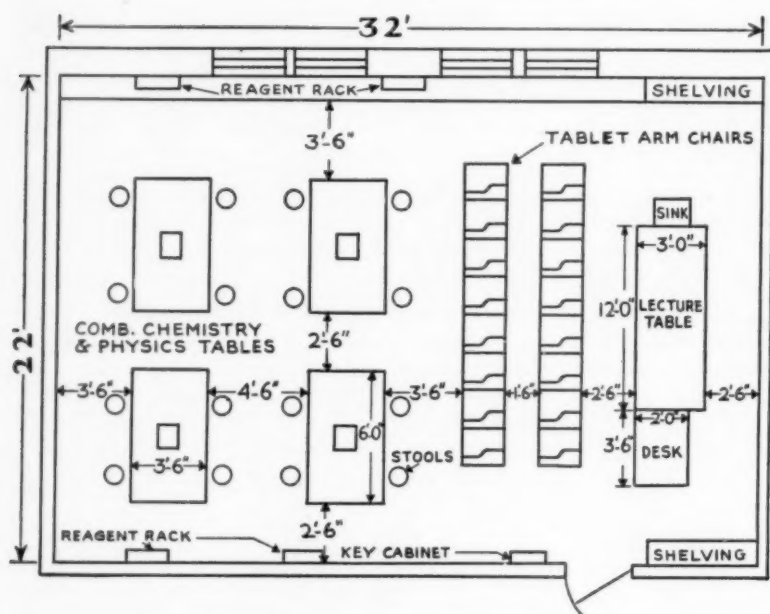 32'
REAGENT RACK
SHELVING
3'-6"
TABLET ARM CHAIRS
SINK
3'-0"
12'-0"
LECTURE
TABLE
22'
COMB. CHEMISTRY
& PHYSICS TABLES
2'-6"
3'-6"
4'-6"
3'-6"
1'-6"
2'-6"
2'-6"
2'-0"
6'-0"
3'-6"
3'-6"
DESK
STOOLS
2'-6"
REAGENT RACK
KEY CABINET
SHELVING